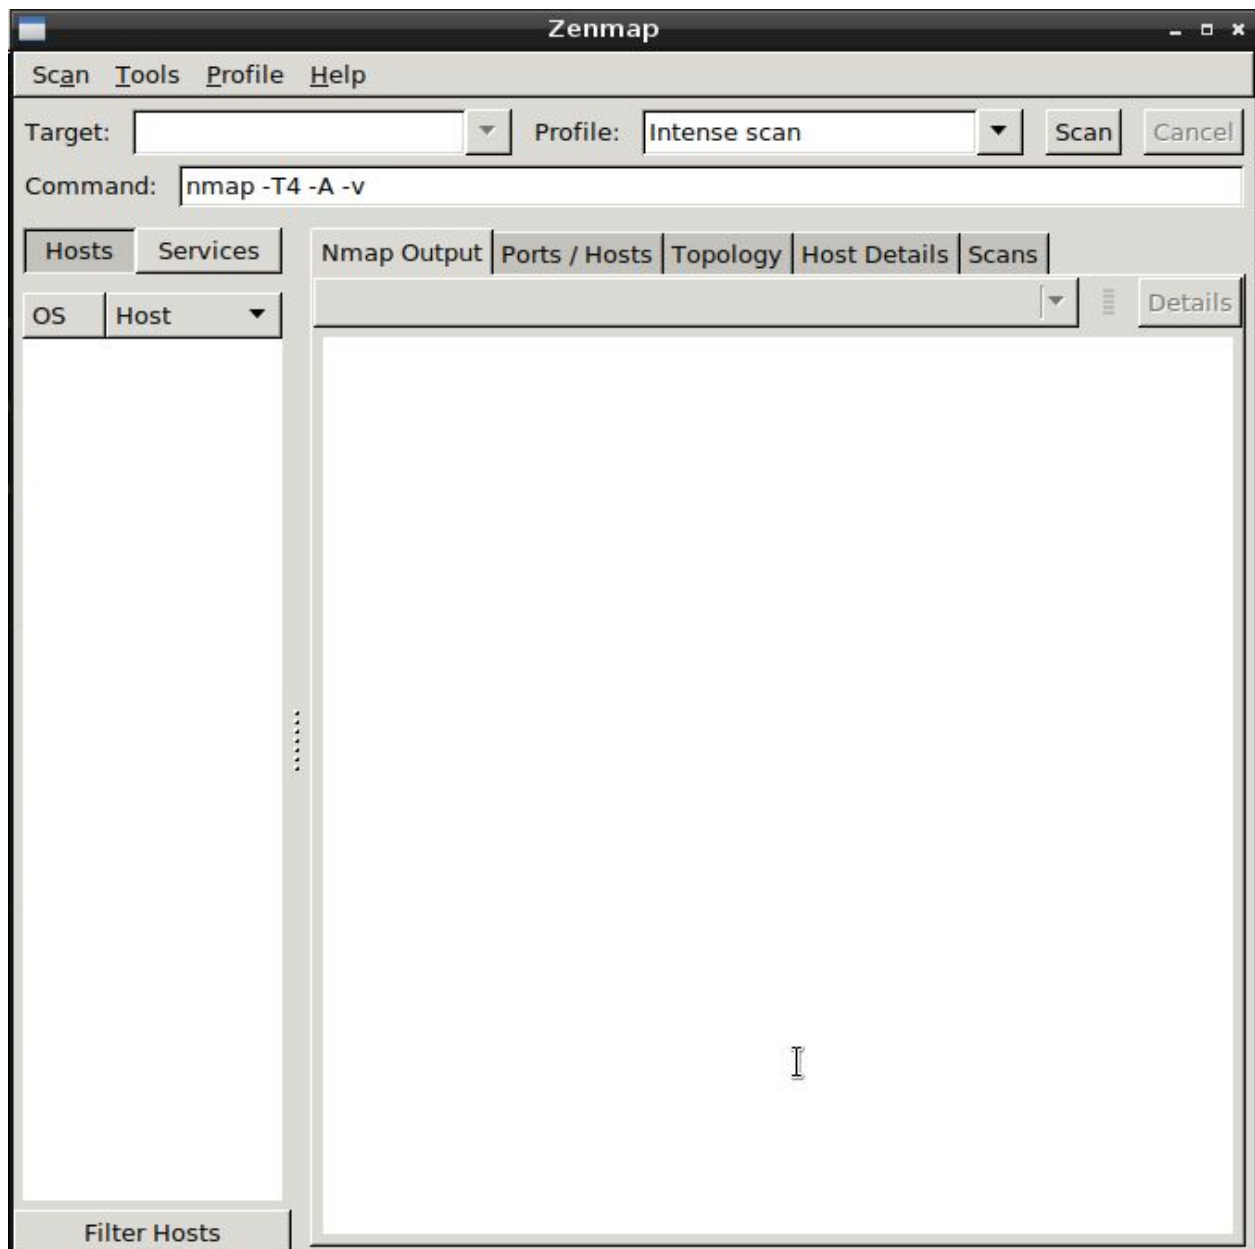 Zenmap
Scan Tools Profile Help
Target: Profile: Intense scan Scan Cancel
Command: nmap -T4 -A -v
Hosts Services
Nmap Output Ports / Hosts Topology Host Details Scans
Details
OS Host
Filter Hosts